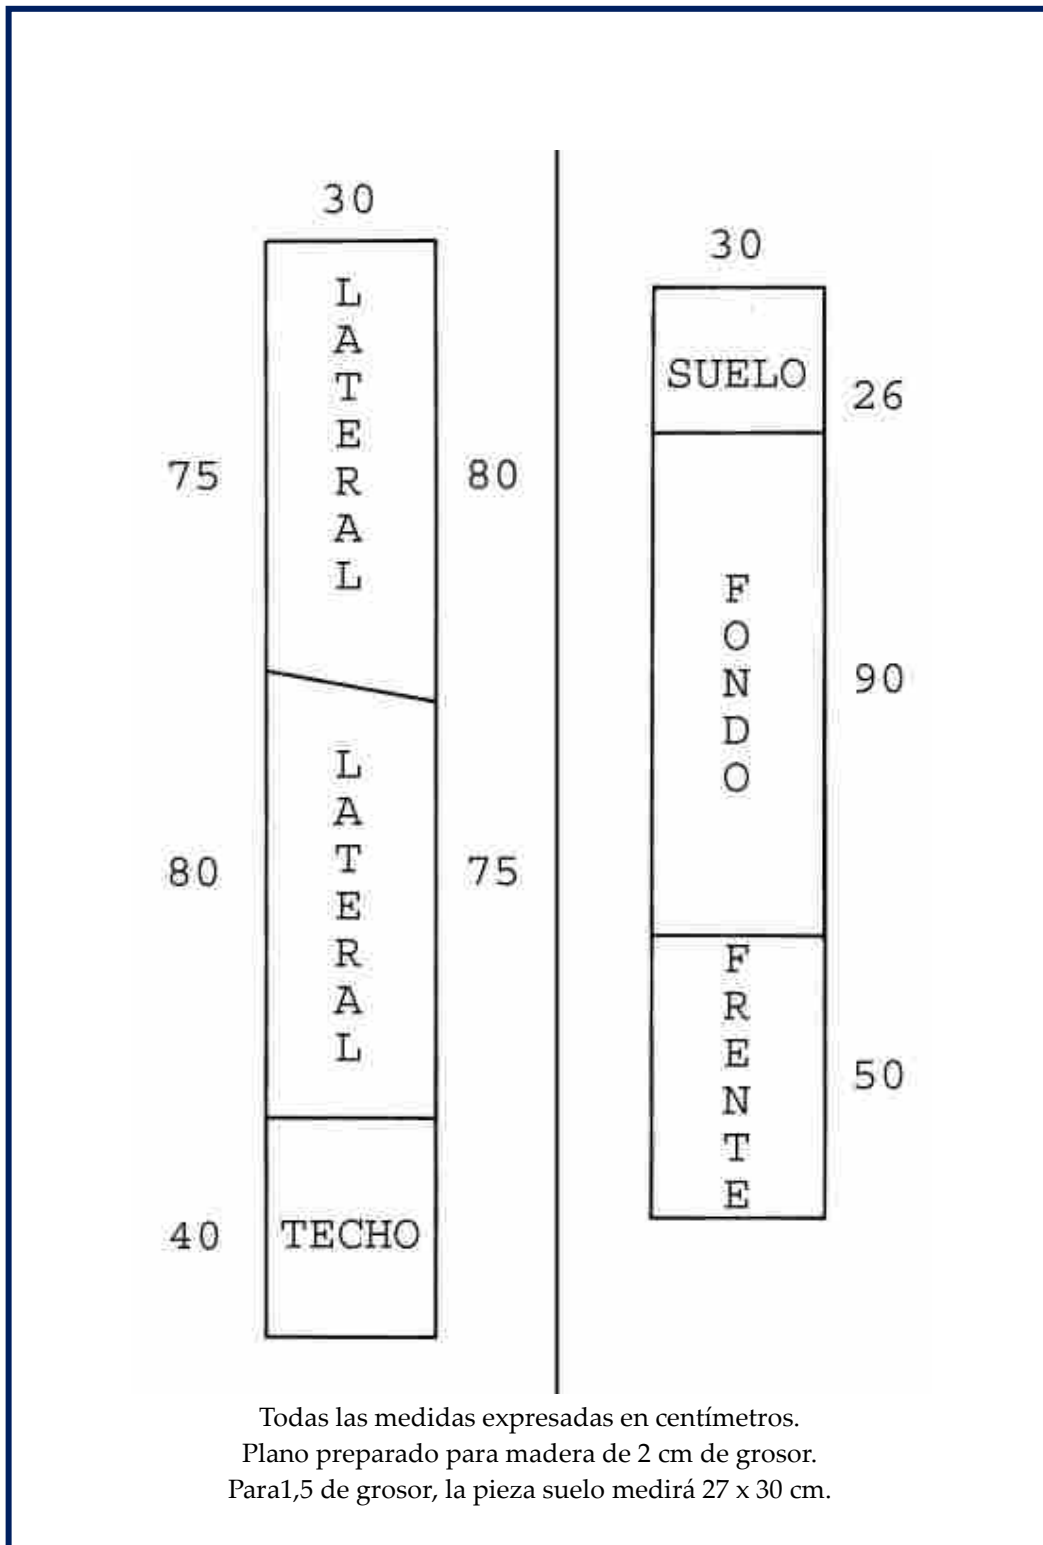 30
LATERAL
75
80
LATERAL
80
75
40
TECHO
30
SUELO
26
FONDO
90
FRENTE
50
Todas las medidas expresadas en centímetros.
Plano preparado para madera de 2 cm de grosor.
Para1,5 de grosor, la pieza suelo medirá 27 x 30 cm.